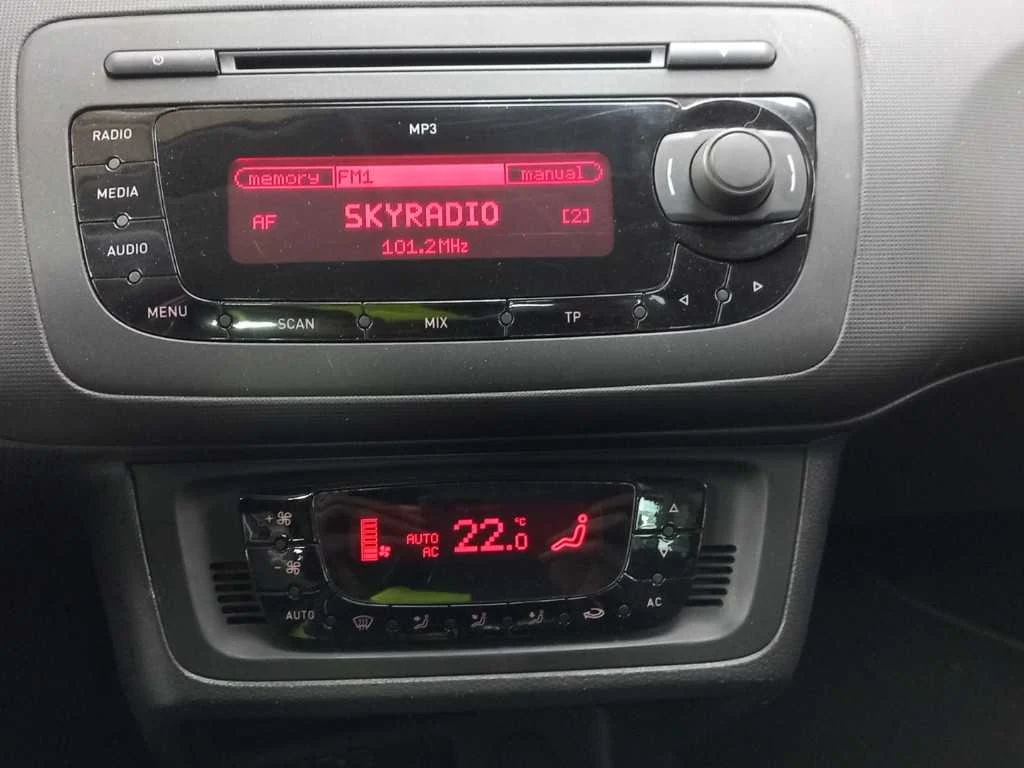 MP3
RADIO
MEDIA
AUDIO
memory FM1 manual
AF SKYRADIO [2]
101.2MHz
MENU SCAN MIX TP
AUTO 22.0 °C
AC
AUTO AC